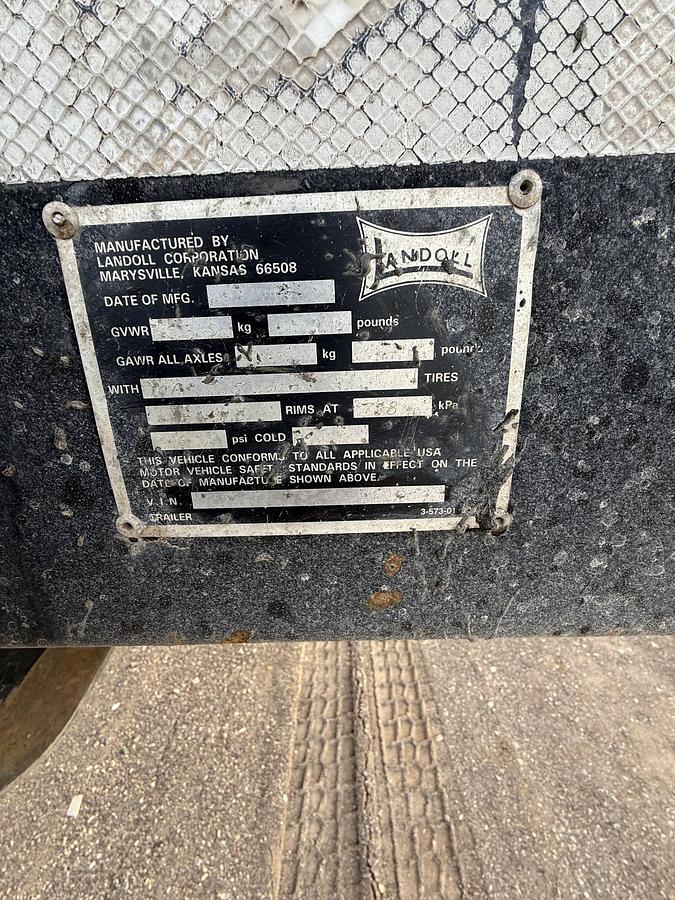 MANUFACTURED BY
LANDOLL CORPORATION
MARYSVILLE, KANSAS 66508
LANDOLL
DATE OF MFG.
GVWR kg pounds
GAWR ALL AXLES kg pounds
WITH TIRES
RIMS AT kPa
psi COLD
THIS VEHICLE CONFORMS TO ALL APPLICABLE USA
MOTOR VEHICLE SAFETY STANDARDS IN EFFECT ON THE
DATE OF MANUFACTURE SHOWN ABOVE.
V.I.N.
TRAILER 3-573-01